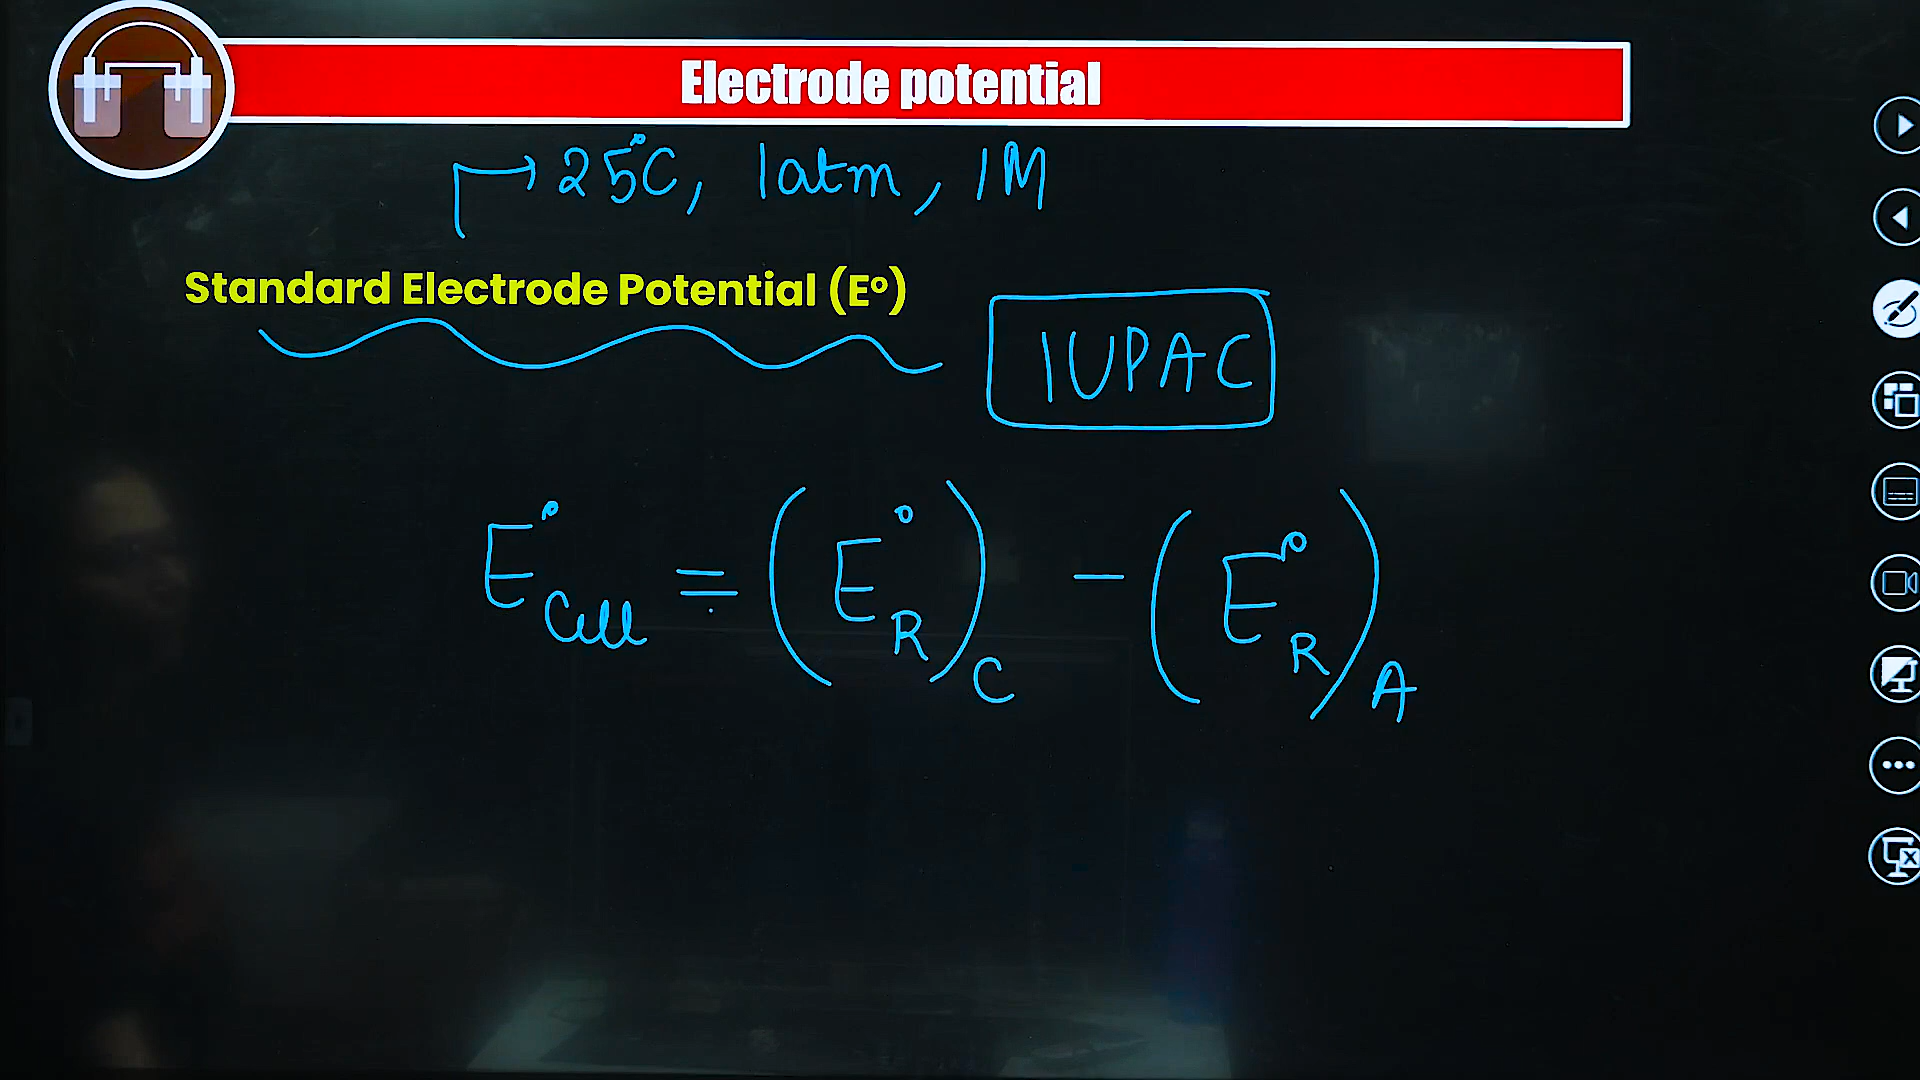 Electrode potential
→ 25°C, 1atm, 1M
Standard Electrode Potential (E°)
IUPAC
E°Cell = (E°R)C - (E°R)A